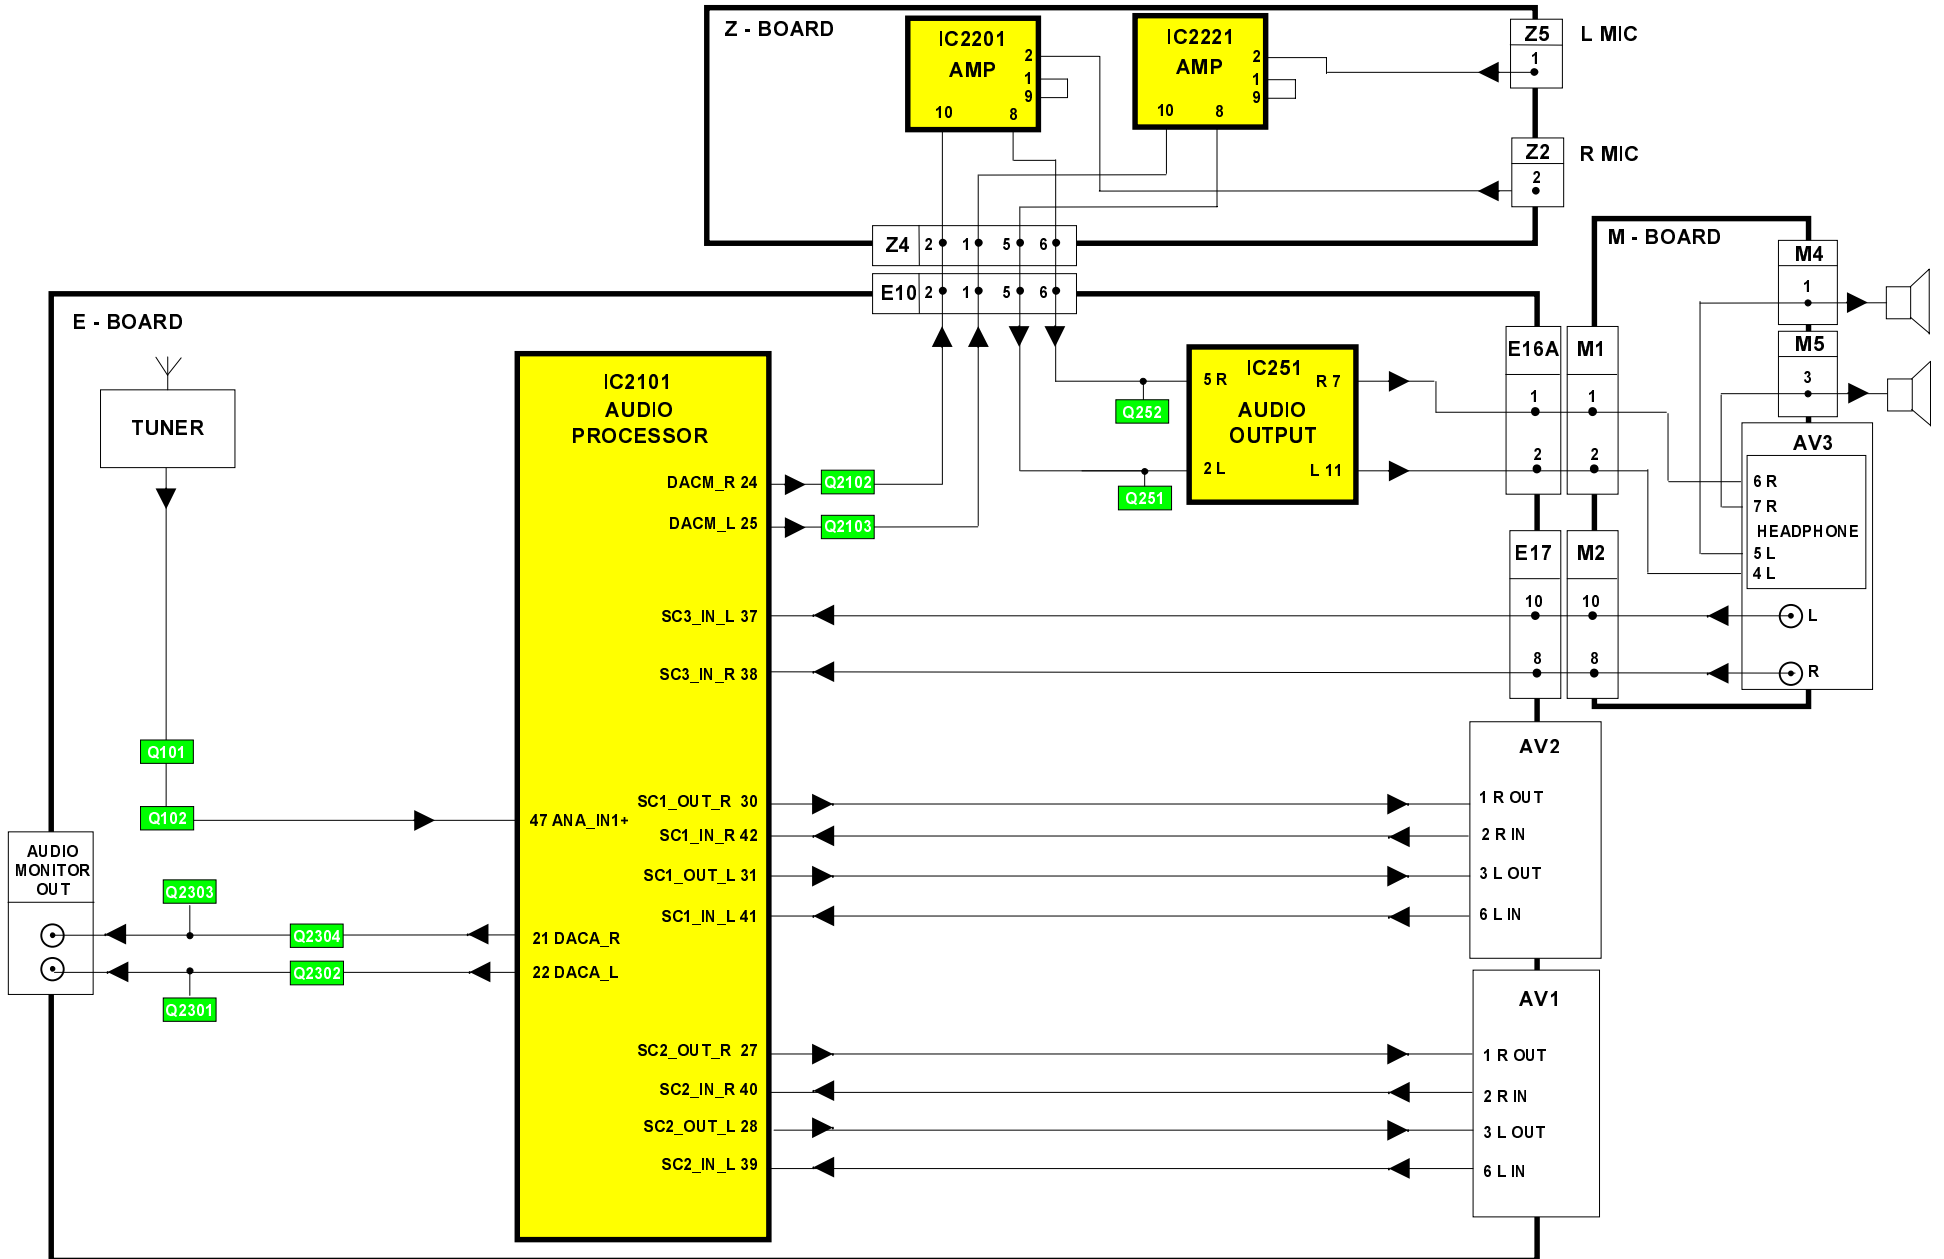 Z - BOARD
IC2201
AMP
2
1
9
10
8
IC2221
AMP
2
1
9
10
8
Z5
1
L MIC
Z2
2
R MIC
Z4 2 1 5 6
E10 2 1 5 6
M - BOARD
M4
1
M5
3
E - BOARD
TUNER
IC2101
AUDIO
PROCESSOR
DACM_R 24
Q2102
DACM_L 25
Q2103
Q252
Q251
IC251
AUDIO
OUTPUT
5 R
R 7
2 L
L 11
E16A
1
2
M1
1
2
AV3
6 R
7 R
HEADPHONE
5 L
4 L
L
R
E17
10
8
M2
10
8
SC3_IN_L 37
SC3_IN_R 38
Q101
Q102
47 ANA_IN1+
SC1_OUT_R 30
SC1_IN_R 42
SC1_OUT_L 31
SC1_IN_L 41
AV2
1 R OUT
2 R IN
3 L OUT
6 L IN
AUDIO
MONITOR
OUT
Q2303
Q2304
21 DACA_R
Q2302
22 DACA_L
Q2301
SC2_OUT_R 27
SC2_IN_R 40
SC2_OUT_L 28
SC2_IN_L 39
AV1
1 R OUT
2 R IN
3 L OUT
6 L IN